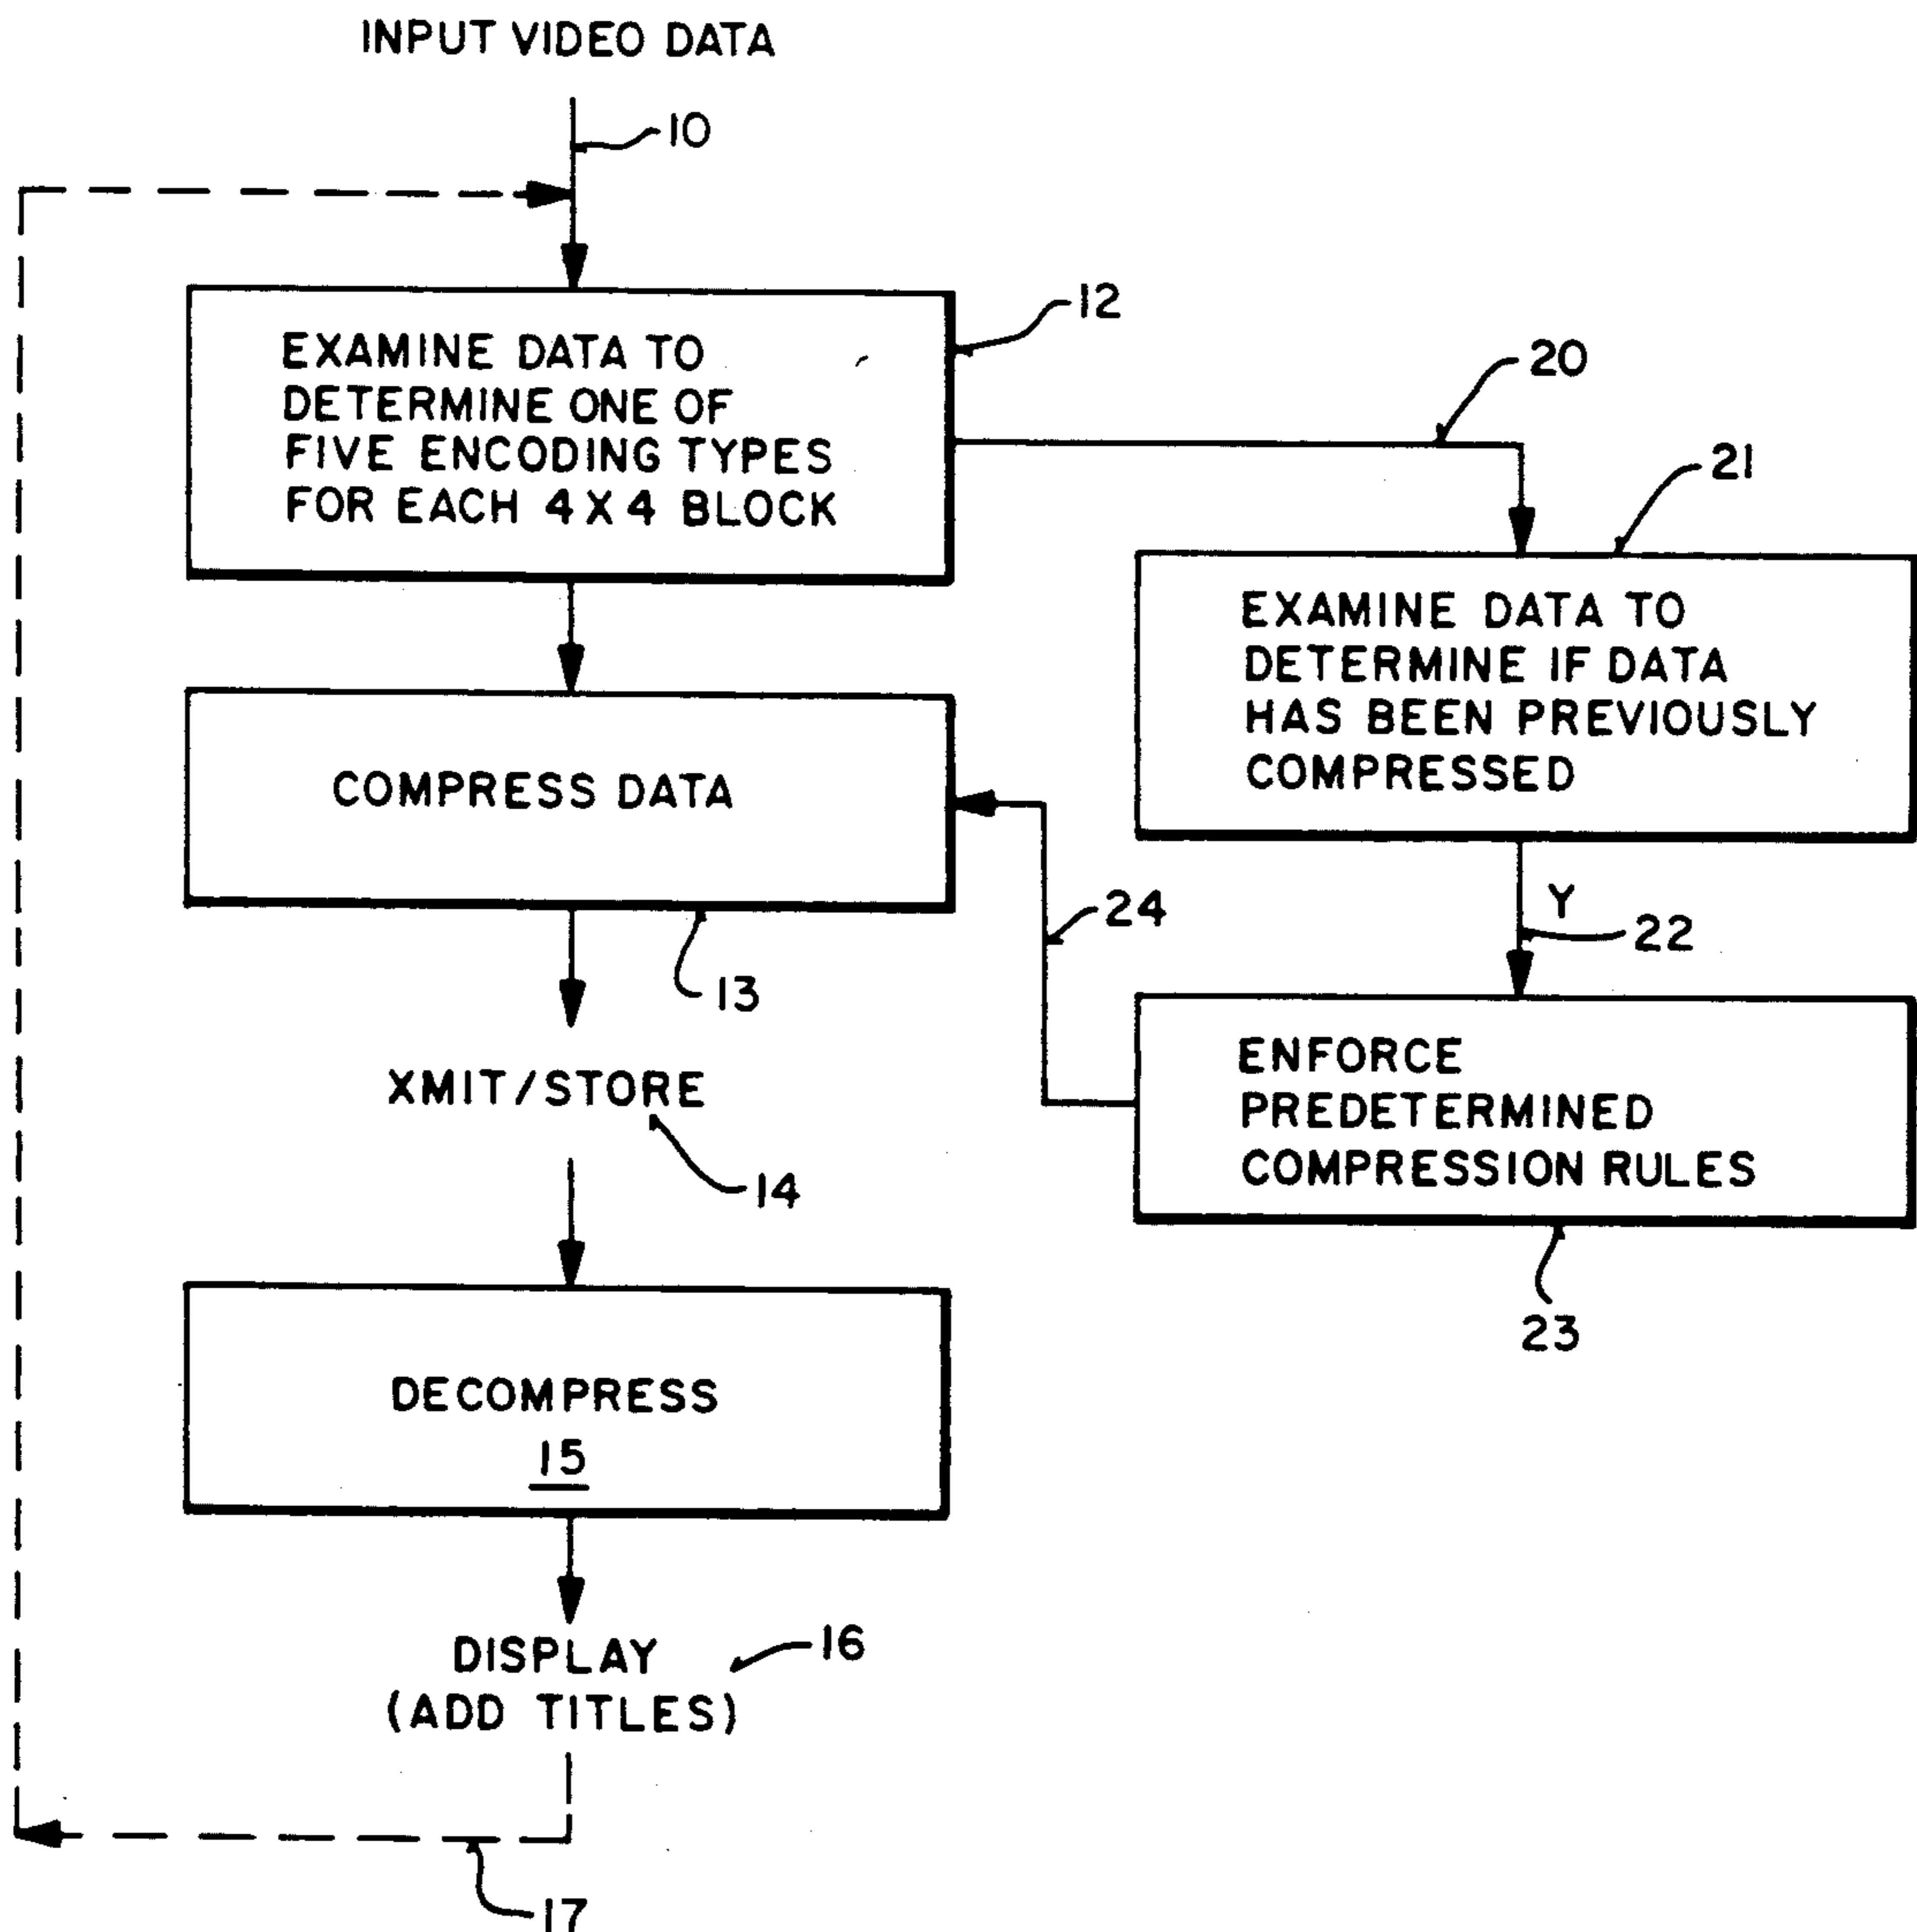 INPUT VIDEO DATA
10
12
EXAMINE DATA TO
DETERMINE ONE OF
FIVE ENCODING TYPES
FOR EACH 4 X 4 BLOCK
20
21
EXAMINE DATA TO
DETERMINE IF DATA
HAS BEEN PREVIOUSLY
COMPRESSED
COMPRESS DATA
13
24
Y
22
ENFORCE
PREDETERMINED
COMPRESSION RULES
23
XMIT/STORE
14
DECOMPRESS
15
DISPLAY
(ADD TITLES)
16
17